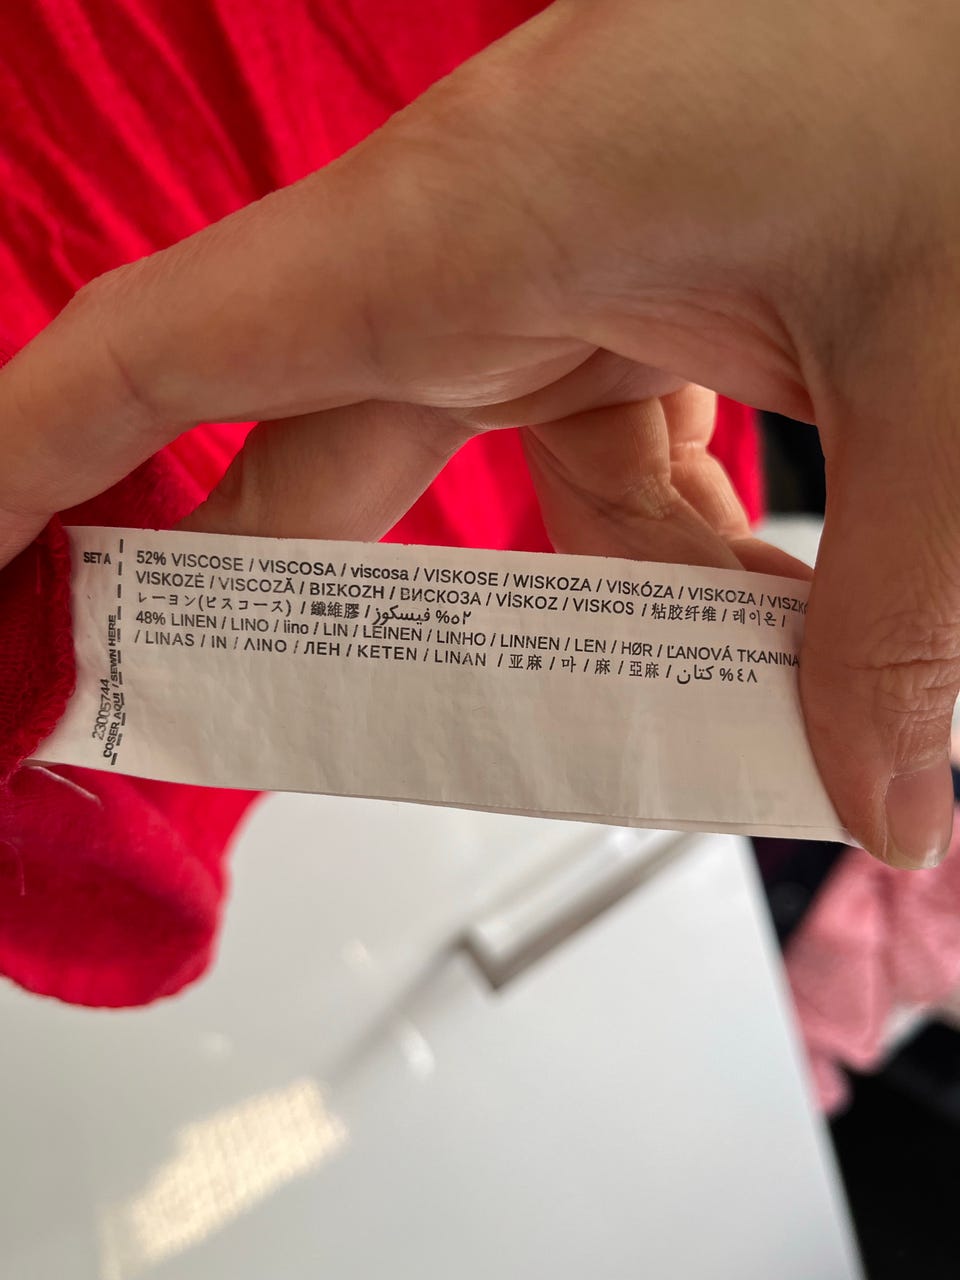 SET A
52% VISCOSE / VISCOSA / viscosa / VISKOSE / WISKOZA / VISKÓZA / VISKOZA /
VISKOZĖ / VISCOZĂ / ΒΙΣΚΟΖΗ / ВИСКОЗА / VİSKOZ / VISKOS / 粘胶纤维 / 레이온 /
レーヨン(ビスコース) / 纖維膠 / فيسكوز %٥٢
48% LINEN / LINO / lino / LIN / LEINEN / LINHO / LINNEN / LEN / HØR / ĽANOVÁ TKANINA
/ LINAS / IN / ΛΙΝΟ / ЛЕН / KETEN / LINAN / 亚麻 / 마 / 麻 / 亞麻 / كتان %٤٨
23005744
COSER AQUI / SEWN HERE